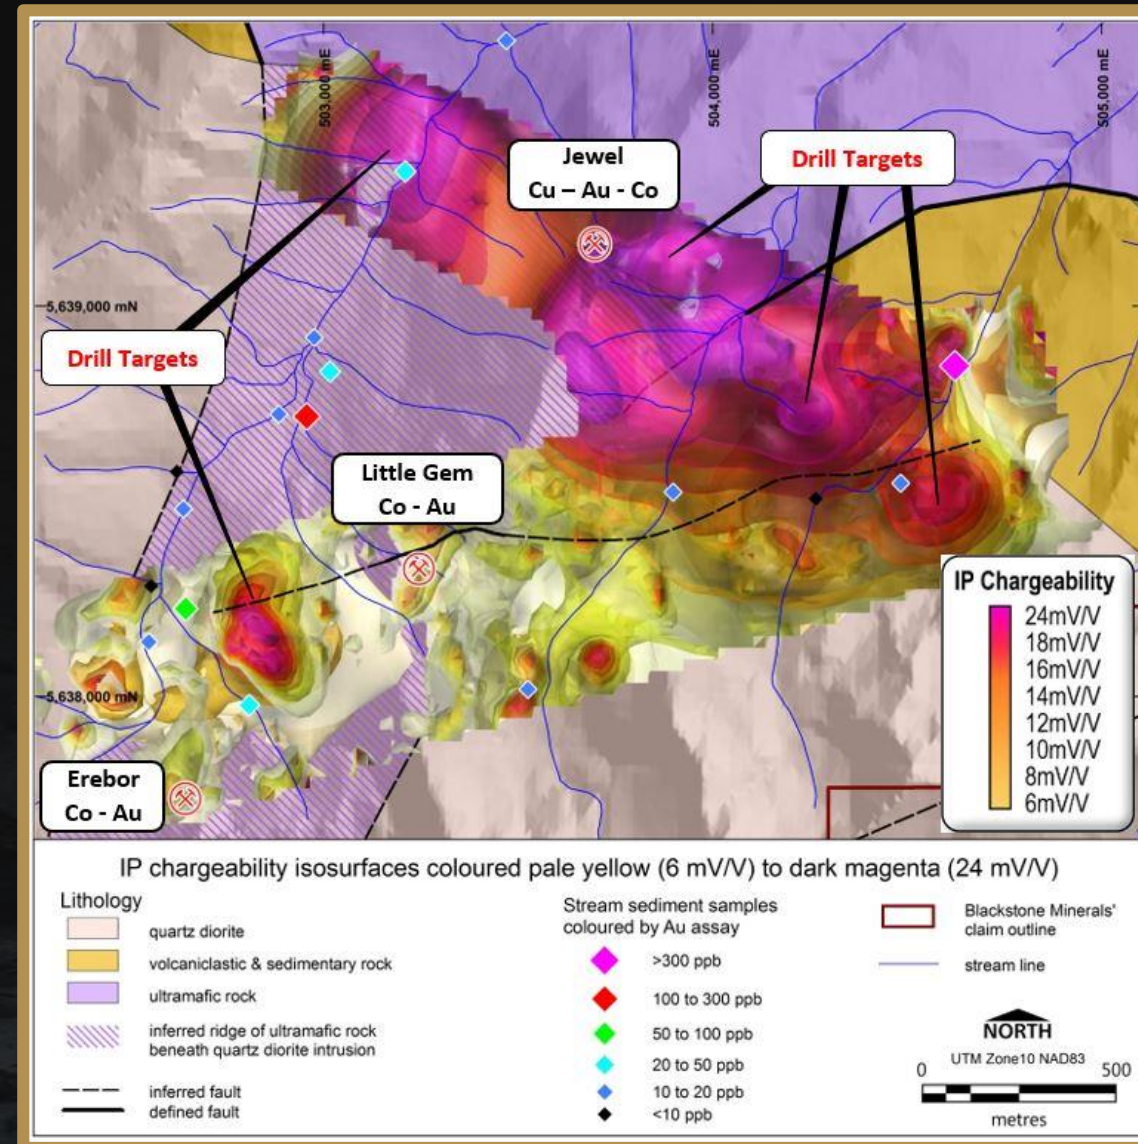 503,000 mE
504,000 mE
505,000 mE
Jewel
Cu – Au - Co
Drill Targets
5,639,000 mN
Drill Targets
Little Gem
Co - Au
5,638,000 mN
Erebor
Co - Au
IP Chargeability
24mV/V
18mV/V
16mV/V
14mV/V
12mV/V
10mV/V
8mV/V
6mV/V
IP chargeability isosurfaces coloured pale yellow (6 mV/V) to dark magenta (24 mV/V)
Lithology
quartz diorite
volcaniclastic & sedimentary rock
ultramafic rock
inferred ridge of ultramafic rock
beneath quartz diorite intrusion
inferred fault
defined fault
Stream sediment samples
coloured by Au assay
>300 ppb
100 to 300 ppb
50 to 100 ppb
20 to 50 ppb
10 to 20 ppb
<10 ppb
Blackstone Minerals'
claim outline
stream line
NORTH
UTM Zone10 NAD83
0 500
metres